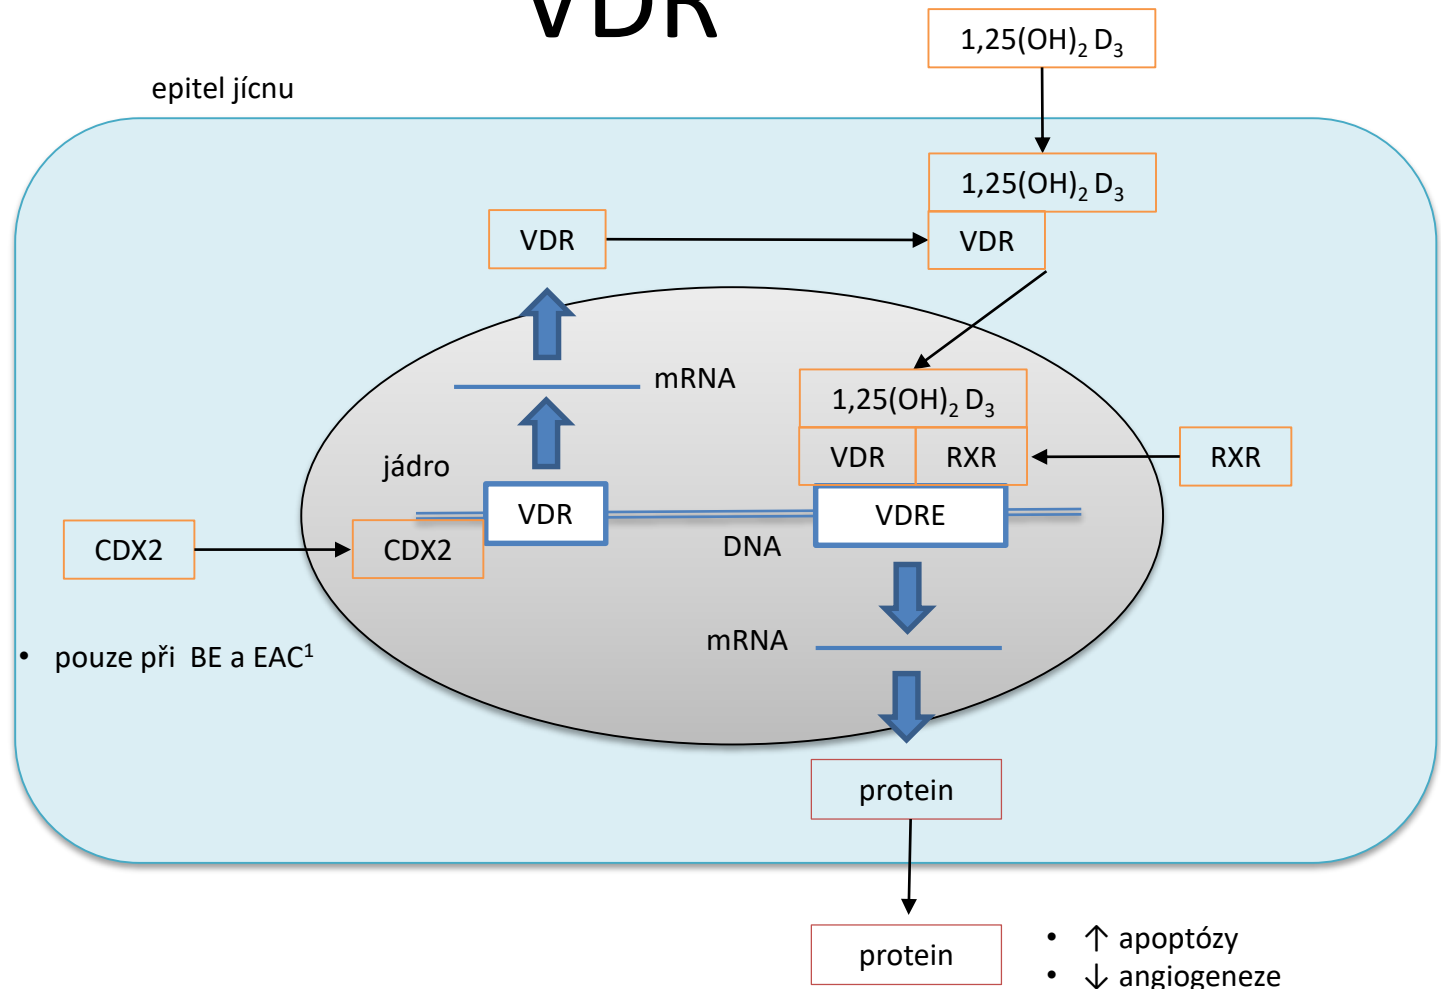 VDR
1,25(OH)₂ D₃
epitel jícnu
1,25(OH)₂ D₃
VDR
VDR
mRNA
1,25(OH)₂ D₃
VDR RXR
RXR
jádro
VDR
VDRE
CDX2
CDX2
DNA
mRNA
• pouze při BE a EAC¹
protein
protein
• ↑ apoptózy
• ↓ angiogeneze